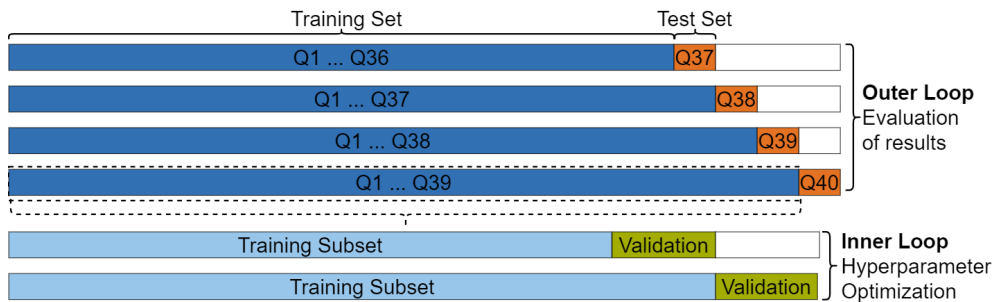 Training Set
Test Set
Q1 ... Q36
Q37
Q1 ... Q37
Q38
Q1 ... Q38
Q39
Q1 ... Q39
Q40
Outer Loop
Evaluation
of results
Training Subset
Validation
Training Subset
Validation
Inner Loop
Hyperparameter
Optimization